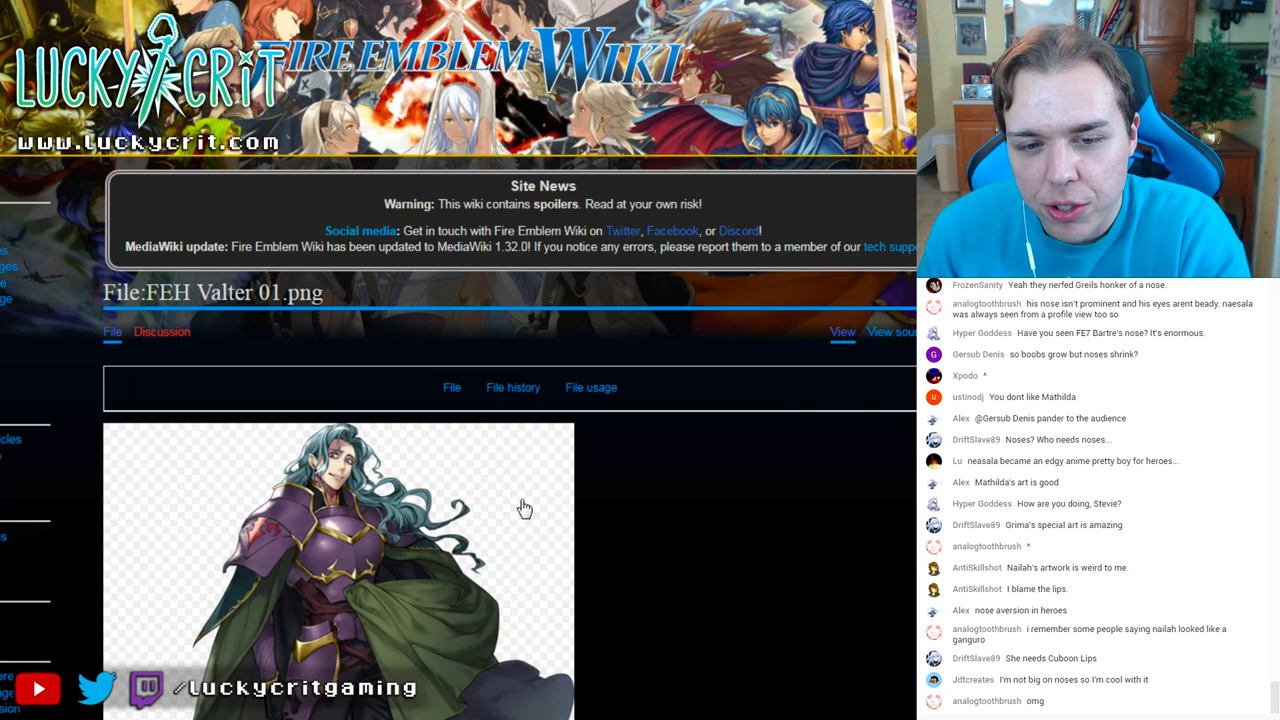 LUCKY CRIT
FIRE EMBLEM WIKI
www.luckycrit.com
Site News
Warning: This wiki contains spoilers. Read at your own risk!
Social media: Get in touch with Fire Emblem Wiki on Twitter, Facebook, or Discord!
MediaWiki update: Fire Emblem Wiki has been updated to MediaWiki 1.32.0! If you notice any errors, please report them to a member of our tech suppo
File:FEH Valter 01.png
File Discussion View View sou
File File history File usage
/luckycritgaming
FrozenSanity Yeah they nerfed Greils honker of a nose.
analogtoothbrush his nose isn't prominent and his eyes arent beady. naesala
was always seen from a profile view too so
Hyper Goddess Have you seen FE7 Bartre's nose? It's enormous.
G Gersub Denis so boobs grow but noses shrink?
Xpodo ^
u ustinodj You dont like Mathilda
Alex @Gersub Denis pander to the audience
DriftSlave89 Noses? Who needs noses...
Lu neasala became an edgy anime pretty boy for heroes...
Alex Mathilda's art is good
Hyper Goddess How are you doing, Stevie?
DriftSlave89 Grima's special art is amazing
analogtoothbrush ^
AntiSkillshot Nailah's artwork is weird to me.
AntiSkillshot I blame the lips.
Alex nose aversion in heroes
analogtoothbrush i remember some people saying nailah looked like a
ganguro
DriftSlave89 She needs Cuboon Lips
Jdtcreates I'm not big on noses so I'm cool with it
analogtoothbrush omg